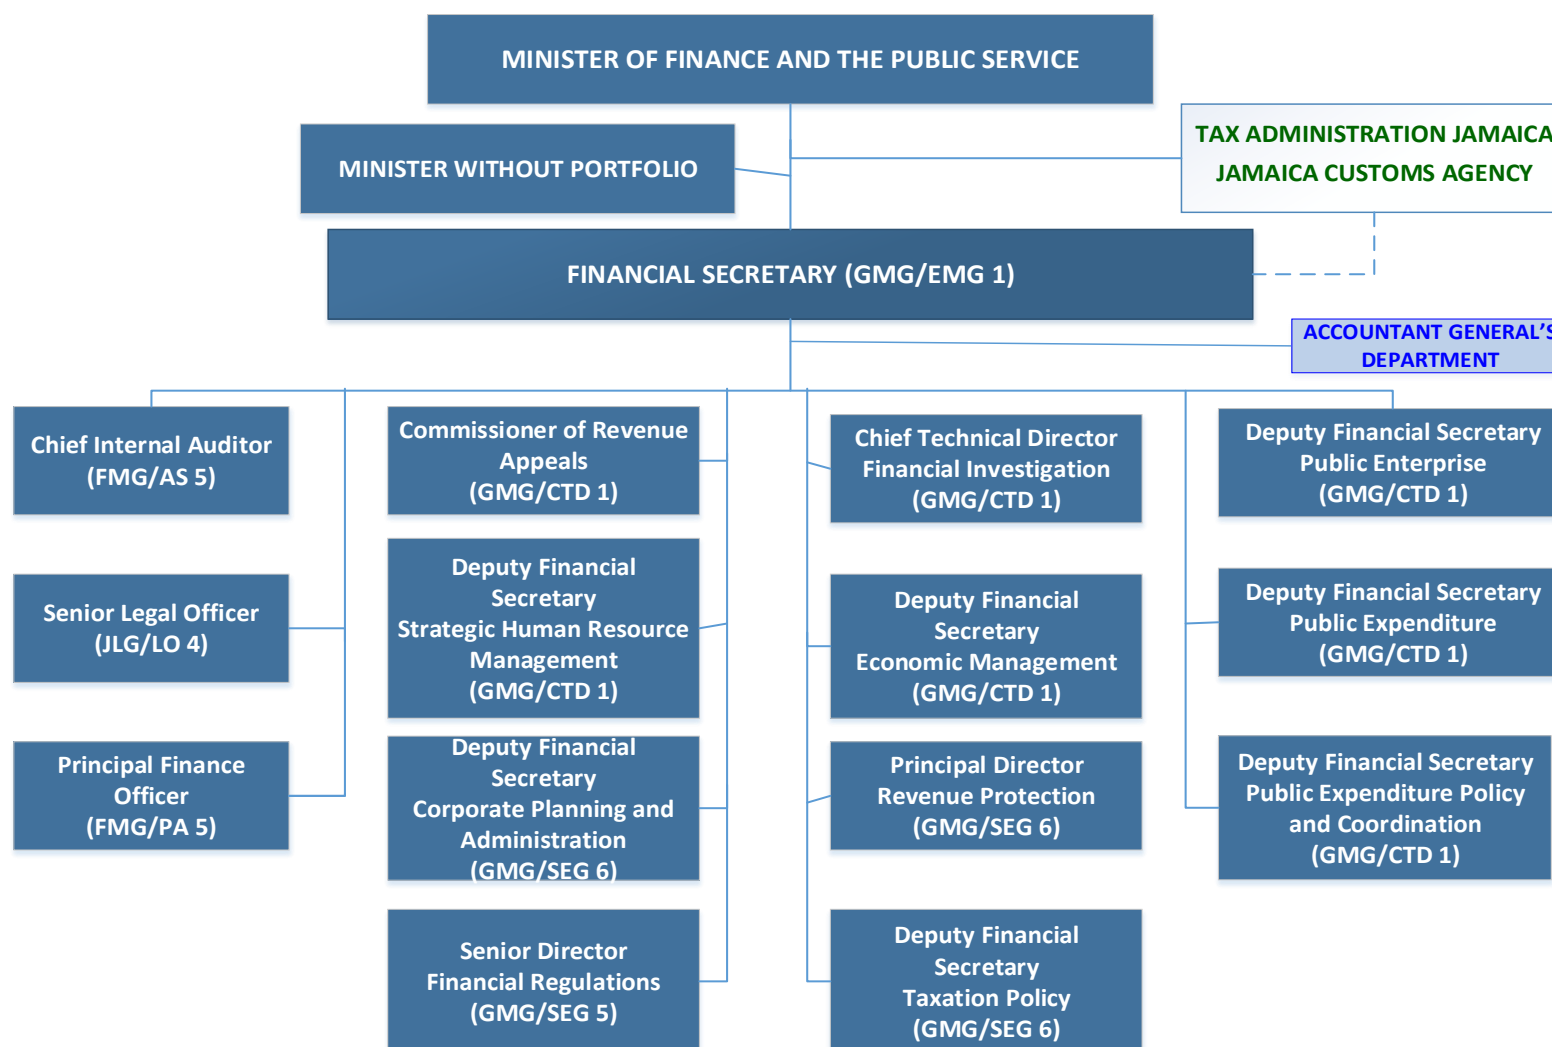 MINISTER OF FINANCE AND THE PUBLIC SERVICE
MINISTER WITHOUT PORTFOLIO
TAX ADMINISTRATION JAMAICA
JAMAICA CUSTOMS AGENCY
FINANCIAL SECRETARY (GMG/EMG 1)
ACCOUNTANT GENERAL'S
DEPARTMENT
Chief Internal Auditor
(FMG/AS 5)
Senior Legal Officer
(JLG/LO 4)
Principal Finance
Officer
(FMG/PA 5)
Commissioner of Revenue
Appeals
(GMG/CTD 1)
Deputy Financial
Secretary
Strategic Human Resource
Management
(GMG/CTD 1)
Deputy Financial
Secretary
Corporate Planning and
Administration
(GMG/SEG 6)
Senior Director
Financial Regulations
(GMG/SEG 5)
Chief Technical Director
Financial Investigation
(GMG/CTD 1)
Deputy Financial
Secretary
Economic Management
(GMG/CTD 1)
Principal Director
Revenue Protection
(GMG/SEG 6)
Deputy Financial
Secretary
Taxation Policy
(GMG/SEG 6)
Deputy Financial Secretary
Public Enterprise
(GMG/CTD 1)
Deputy Financial Secretary
Public Expenditure
(GMG/CTD 1)
Deputy Financial Secretary
Public Expenditure Policy
and Coordination
(GMG/CTD 1)